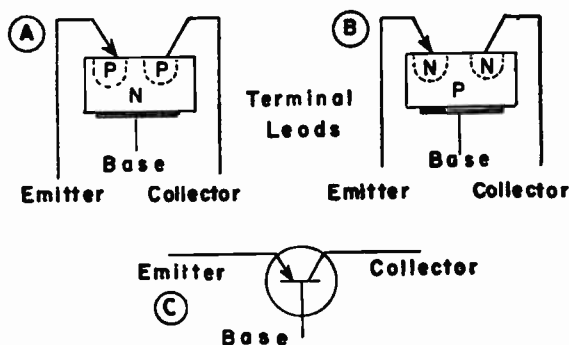 A
P P
N
Base
Emitter Collector
Terminal
Leads
B
N N
P
Base
Emitter Collector
Emitter Collector
C
Base